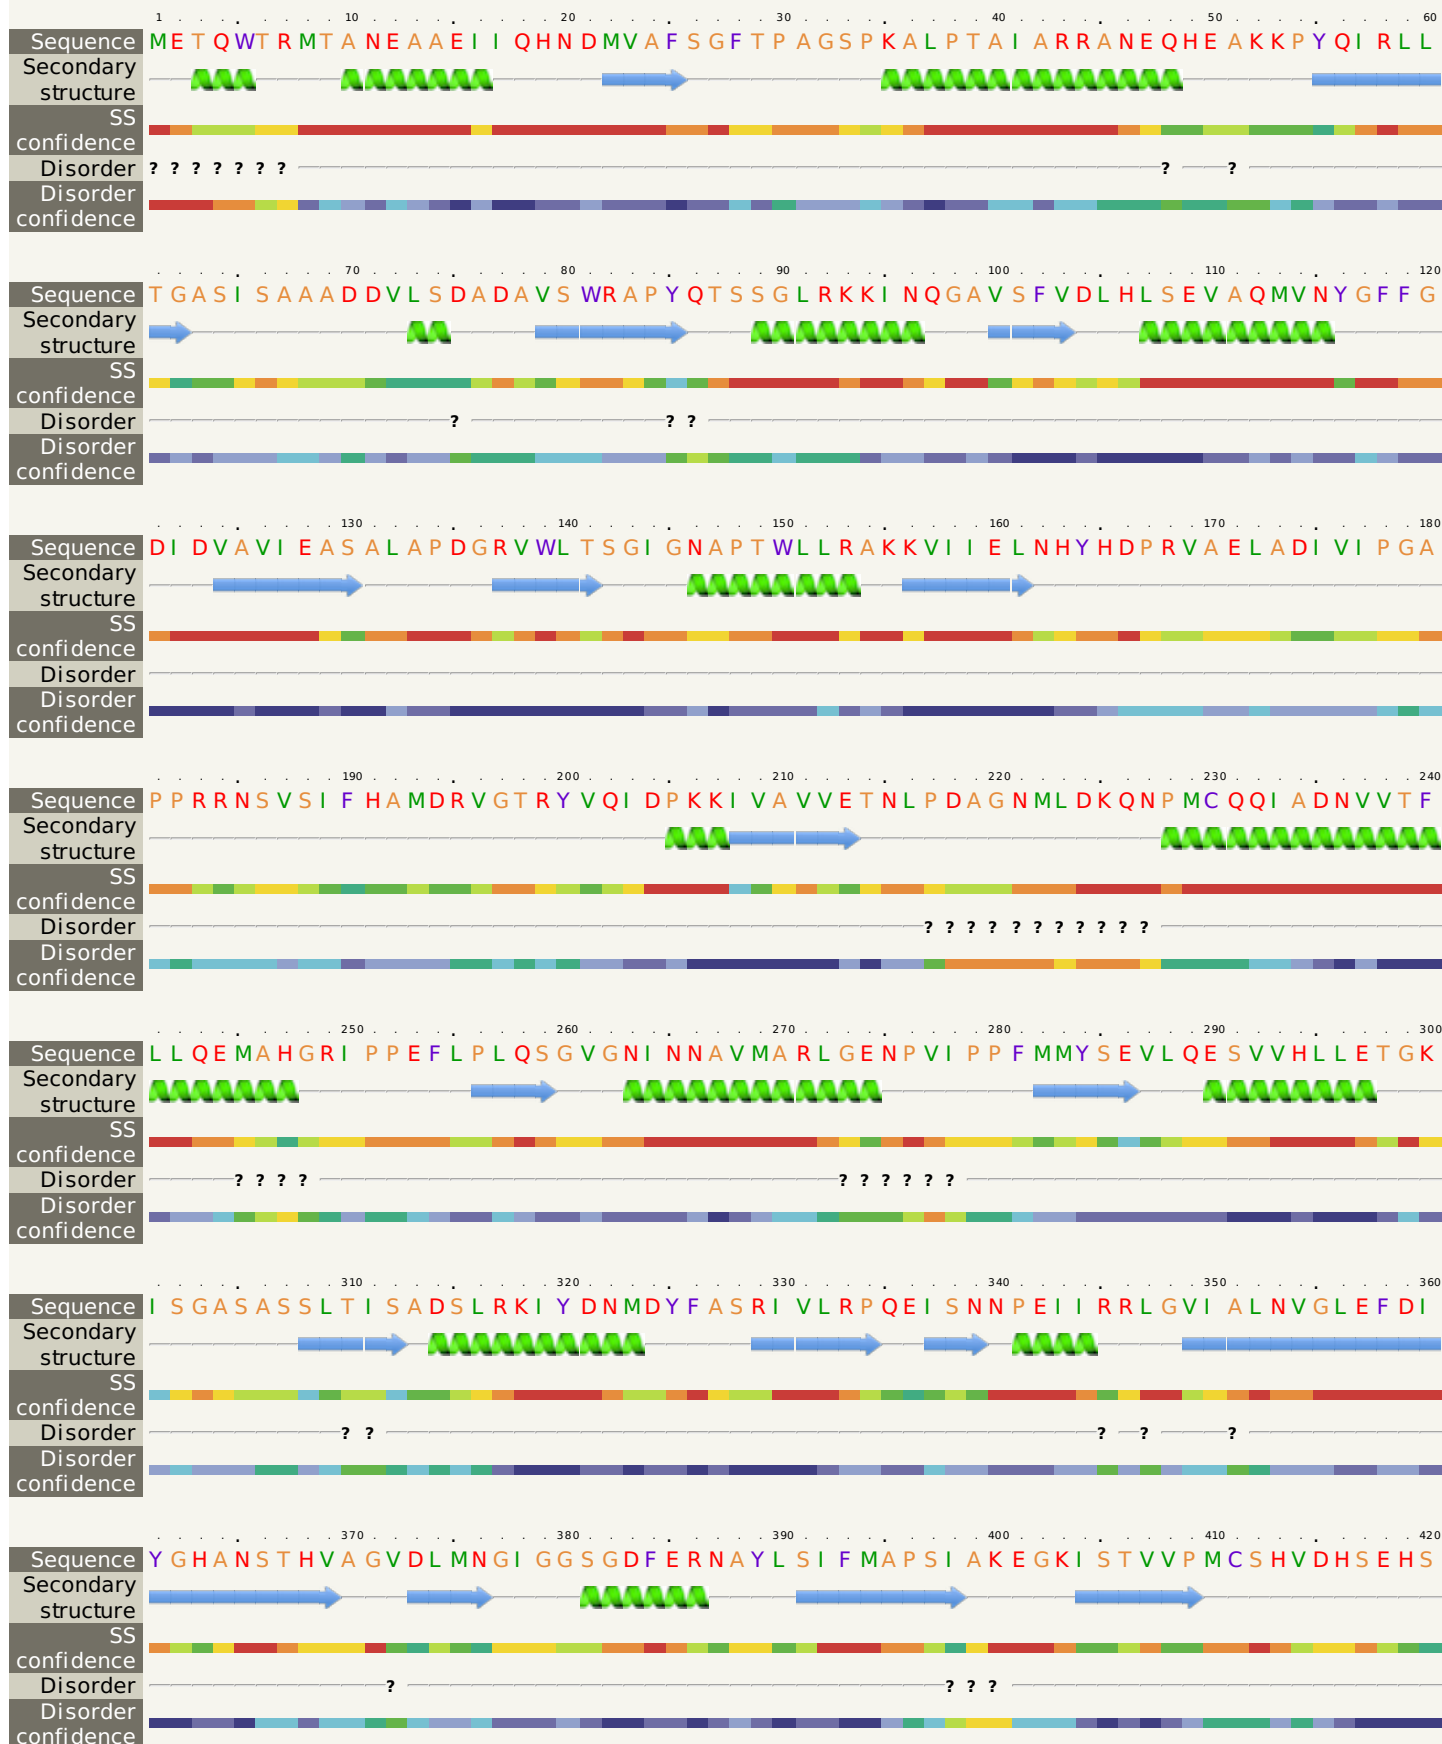 1 10 20 30 40 50 60
Sequence METQWTRMTANEAAEIIQHNDMVAFSGFTPAGSPKALPTAIARRANEQHEAKKPYQIRLL
Secondary
structure
SS
confidence
Disorder ? ? ? ? ? ? ? ? ?
Disorder
confidence
70 80 90 100 110 120
Sequence TGASISAAADDVLSDADAVSWRAPYQTSSGLRKKINQGAVSFVDLHLSEVAQMVNYGFFG
Secondary
structure
SS
confidence
Disorder ? ? ?
Disorder
confidence
130 140 150 160 170 180
Sequence DIDVAVIEASALAPDGRVWLTSGIGNAPTWLLRAKKVIIELNHYHDPRVAELADIVIPGA
Secondary
structure
SS
confidence
Disorder
Disorder
confidence
190 200 210 220 230 240
Sequence PPRRNSVSIFHAMDRVGTRYVQIDPKKIVAVVETNLPDAGNMLDKQNPMCQQIADNVVTF
Secondary
structure
SS
confidence
Disorder ? ? ? ? ? ? ? ? ? ? ?
Disorder
confidence
250 260 270 280 290 300
Sequence LLQEMAHGRIPPEFLPLQSGVGNINNAVMARLGENPVIPPFMMYSEVLQESVVHLLETGK
Secondary
structure
SS
confidence
Disorder ? ? ? ? ? ? ? ? ? ?
Disorder
confidence
310 320 330 340 350 360
Sequence ISGASASSLTISADSLRKIYDNMDYFASRIVLRPQEISNNPEIIRRLGVIALNVGLEFDI
Secondary
structure
SS
confidence
Disorder ? ? ? ? ?
Disorder
confidence
370 380 390 400 410 420
Sequence YGHANSTHVAGVDLMNGIGGSGDFERNAYLSIFMAPSIAKEGKISTVVPMCSHVDHSEHS
Secondary
structure
SS
confidence
Disorder ? ? ? ?
Disorder
confidence